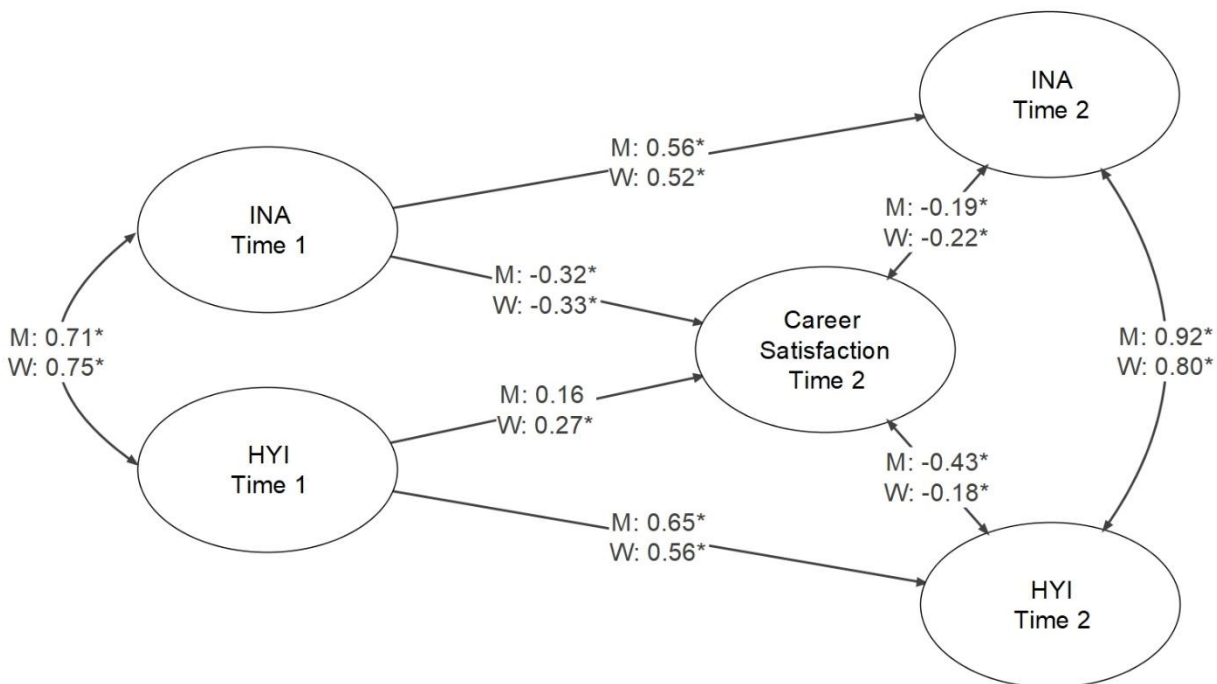 INA
Time 2
M: 0.56*
W: 0.52*
INA
Time 1
M: -0.19*
W: -0.22*
M: -0.32*
W: -0.33*
Career
Satisfaction
Time 2
M: 0.71*
W: 0.75*
M: 0.92*
W: 0.80*
M: 0.16
W: 0.27*
HYI
Time 1
M: -0.43*
W: -0.18*
M: 0.65*
W: 0.56*
HYI
Time 2